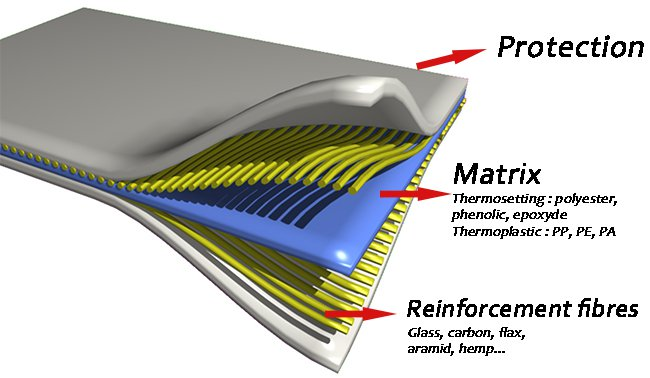 Protection
Matrix
Thermosetting : polyester,
phenolic, epoxyde
Thermoplastic : PP, PE, PA
Reinforcement fibres
Glass, carbon, flax,
aramid, hemp...